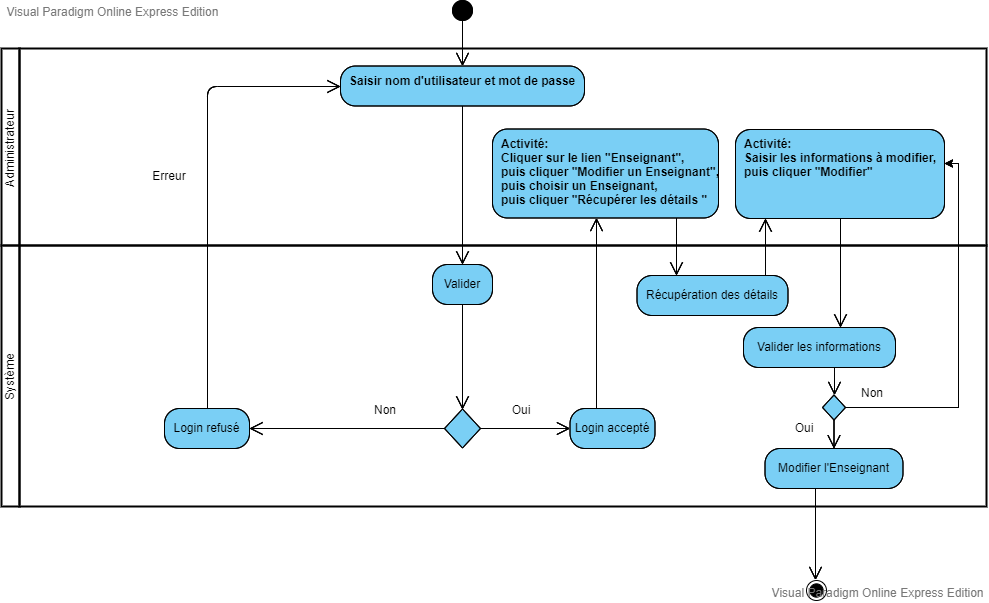 Visual Paradigm Online Express Edition
Administrateur
Saisir nom d'utilisateur et mot de passe
Activité:
Cliquer sur le lien "Enseignant",
puis cliquer "Modifier un Enseignant",
puis choisir un Enseignant,
puis cliquer "Récupérer les détails "
Activité:
Saisir les informations à modifier,
puis cliquer "Modifier"
Erreur
Système
Valider
Récupération des détails
Valider les informations
Non
Oui
Non
Oui
Login refusé
Login accepté
Modifier l'Enseignant
Visual Paradigm Online Express Edition